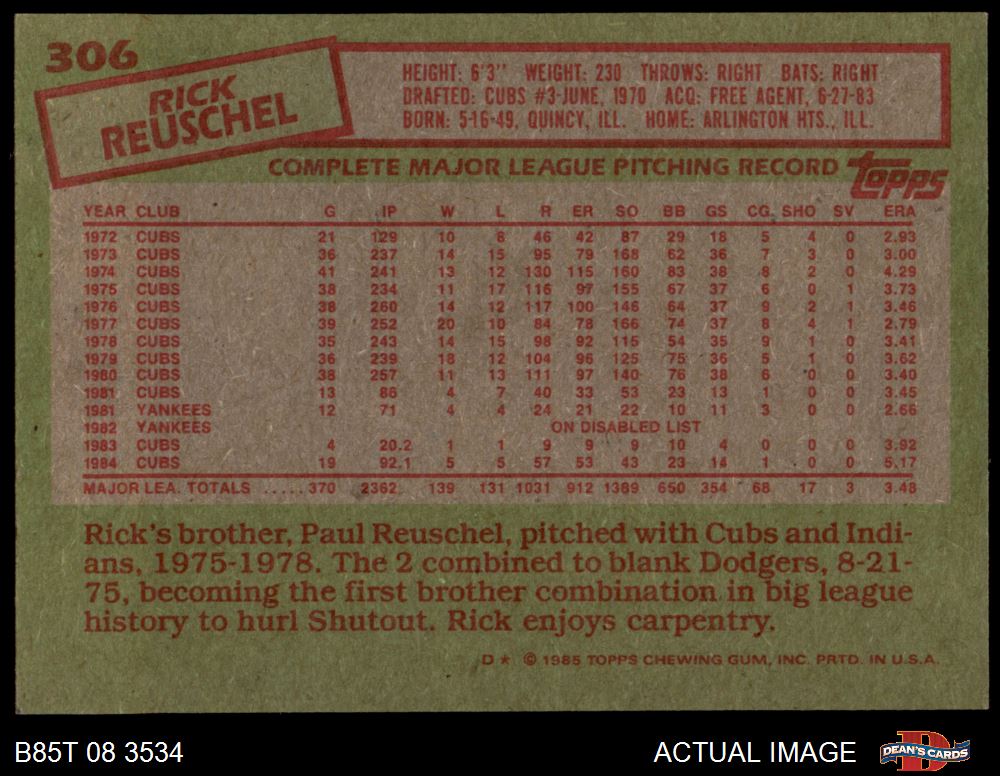 306
RICK
REUSCHEL
HEIGHT: 6'3" WEIGHT: 230 THROWS: RIGHT BATS: RIGHT
DRAFTED: CUBS #3-JUNE, 1970 ACQ: FREE AGENT, 6-27-83
BORN: 5-16-49, QUINCY, ILL. HOME: ARLINGTON HTS., ILL.
COMPLETE MAJOR LEAGUE PITCHING RECORD topps
YEAR CLUB G IP W L R ER SO BB GS CG SHO SV ERA
1972 CUBS 21 129 10 8 46 42 87 29 18 5 4 0 2.93
1973 CUBS 36 237 14 15 95 79 168 62 36 7 3 0 3.00
1974 CUBS 41 241 13 12 130 115 160 83 38 8 2 0 4.29
1975 CUBS 38 234 11 17 116 97 155 67 37 6 0 1 3.73
1976 CUBS 38 260 14 12 117 100 146 64 37 9 2 1 3.46
1977 CUBS 39 252 20 10 84 78 166 74 37 8 4 1 2.79
1978 CUBS 35 243 14 15 98 92 115 54 35 9 1 0 3.41
1979 CUBS 36 239 18 12 104 96 125 75 36 5 1 0 3.62
1980 CUBS 38 257 11 13 111 97 140 76 38 6 0 0 3.40
1981 CUBS 13 86 4 7 40 33 53 23 13 1 0 0 3.45
1981 YANKEES 12 71 4 4 24 21 22 10 11 3 0 0 2.66
1982 YANKEES ON DISABLED LIST
1983 CUBS 4 20.2 1 1 9 9 9 10 4 0 0 0 3.92
1984 CUBS 19 92.1 5 5 57 53 43 23 14 1 0 0 5.17
MAJOR LEA. TOTALS ..... 370 2362 139 131 1031 912 1389 650 354 68 17 3 3.48
Rick's brother, Paul Reuschel, pitched with Cubs and Indi-
ans, 1975-1978. The 2 combined to blank Dodgers, 8-21-
75, becoming the first brother combination in big league
history to hurl Shutout. Rick enjoys carpentry.
D * © 1985 TOPPS CHEWING GUM, INC. PRTD. IN U.S.A.
B85T 08 3534 ACTUAL IMAGE DEAN'S CARDS